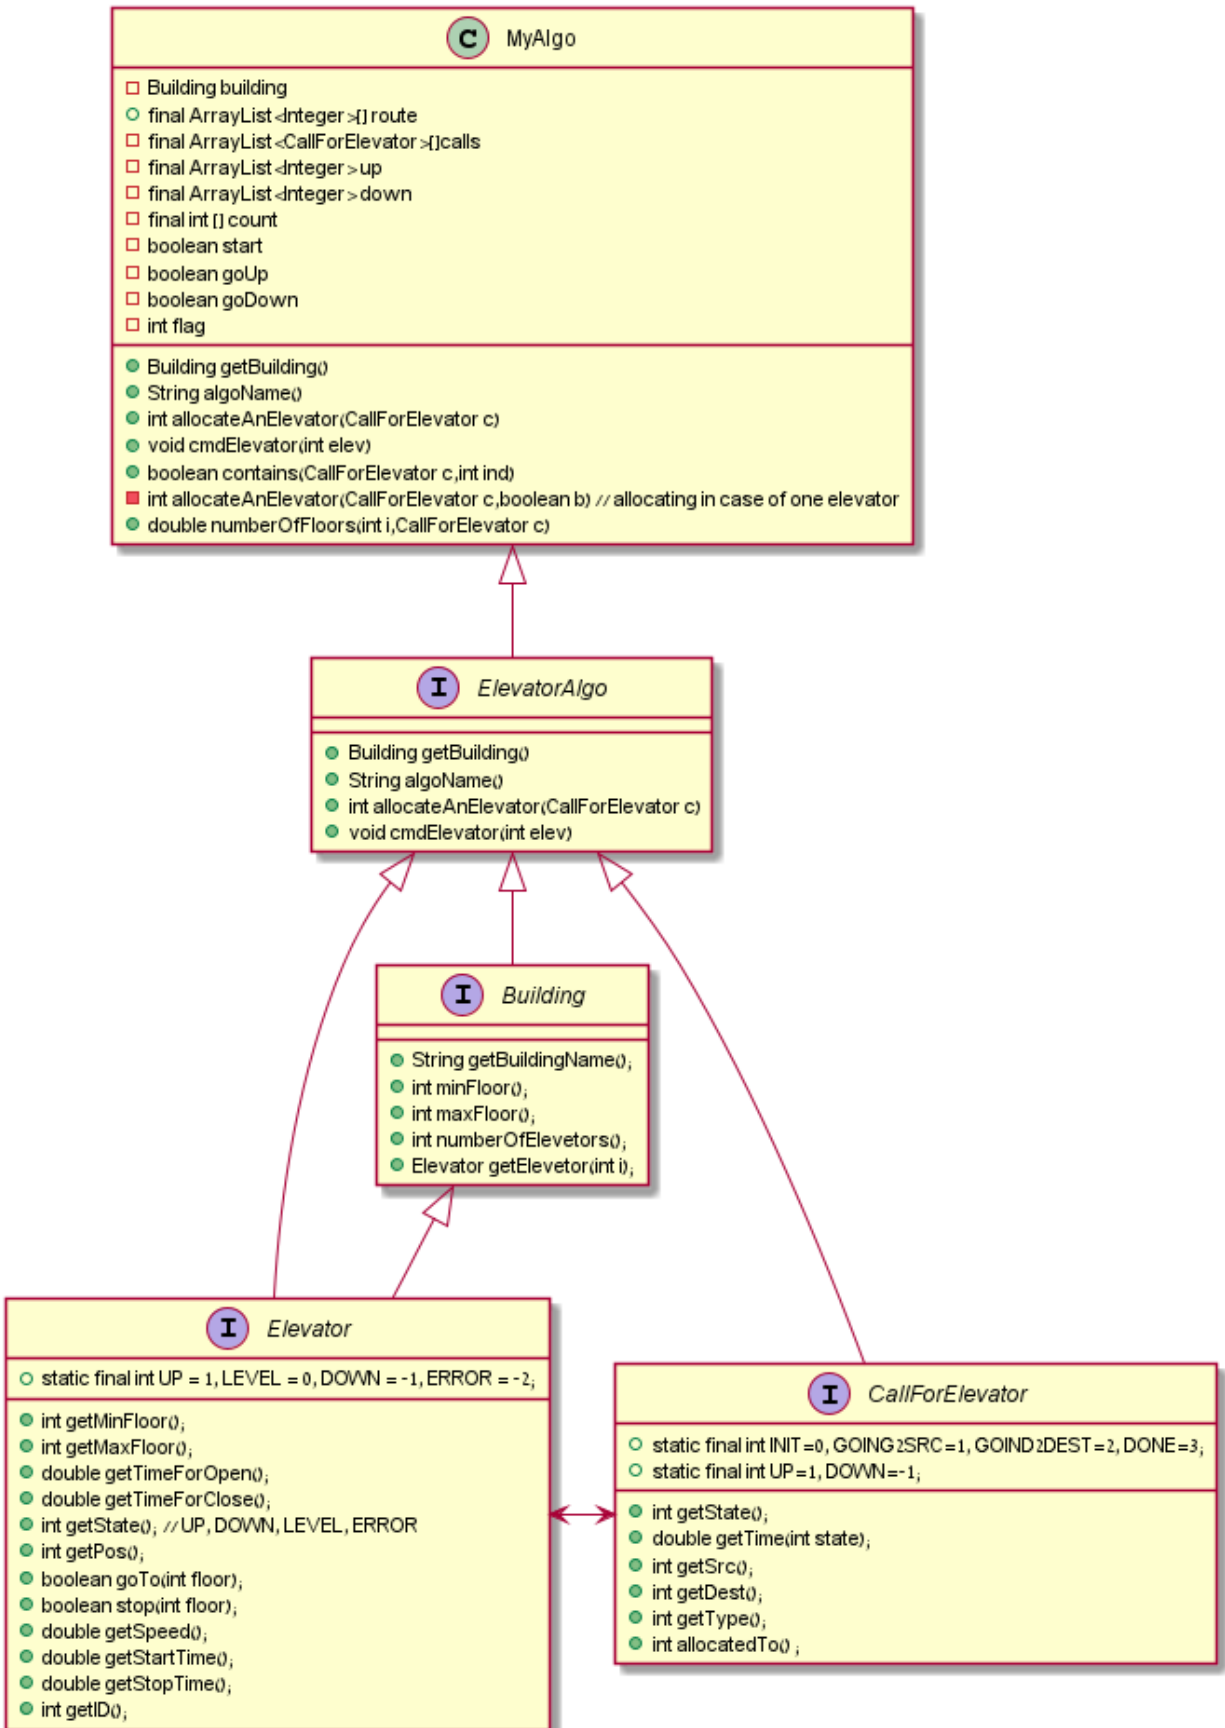 C MyAlgo
Building building
final ArrayList<Integer>[] route
final ArrayList<CallForElevator>[]calls
final ArrayList<Integer>up
final ArrayList<Integer>down
final int [] count
boolean start
boolean goUp
boolean goDown
int flag
Building getBuilding()
String algoName()
int allocateAnElevator(CallForElevator c)
void cmdElevator(int elev)
boolean contains(CallForElevator c,int ind)
int allocateAnElevator(CallForElevator c,boolean b) // allocating in case of one elevator
double numberOfFloors(int i,CallForElevator c)
I ElevatorAlgo
Building getBuilding()
String algoName()
int allocateAnElevator(CallForElevator c)
void cmdElevator(int elev)
I Building
String getBuildingName();
int minFloor();
int maxFloor();
int numberOfElevetors();
Elevator getElevetor(int i);
I Elevator
static final int UP = 1, LEVEL = 0, DOWN = -1, ERROR = -2;
int getMinFloor();
int getMaxFloor();
double getTimeForOpen();
double getTimeForClose();
int getState(); // UP, DOWN, LEVEL, ERROR
int getPos();
boolean goTo(int floor);
boolean stop(int floor);
double getSpeed();
double getStartTime();
double getStopTime();
int getID();
I CallForElevator
static final int INIT=0, GOING2SRC=1, GOIND2DEST=2, DONE=3;
static final int UP=1, DOWN=-1;
int getState();
double getTime(int state);
int getSrc();
int getDest();
int getType();
int allocatedTo() ;